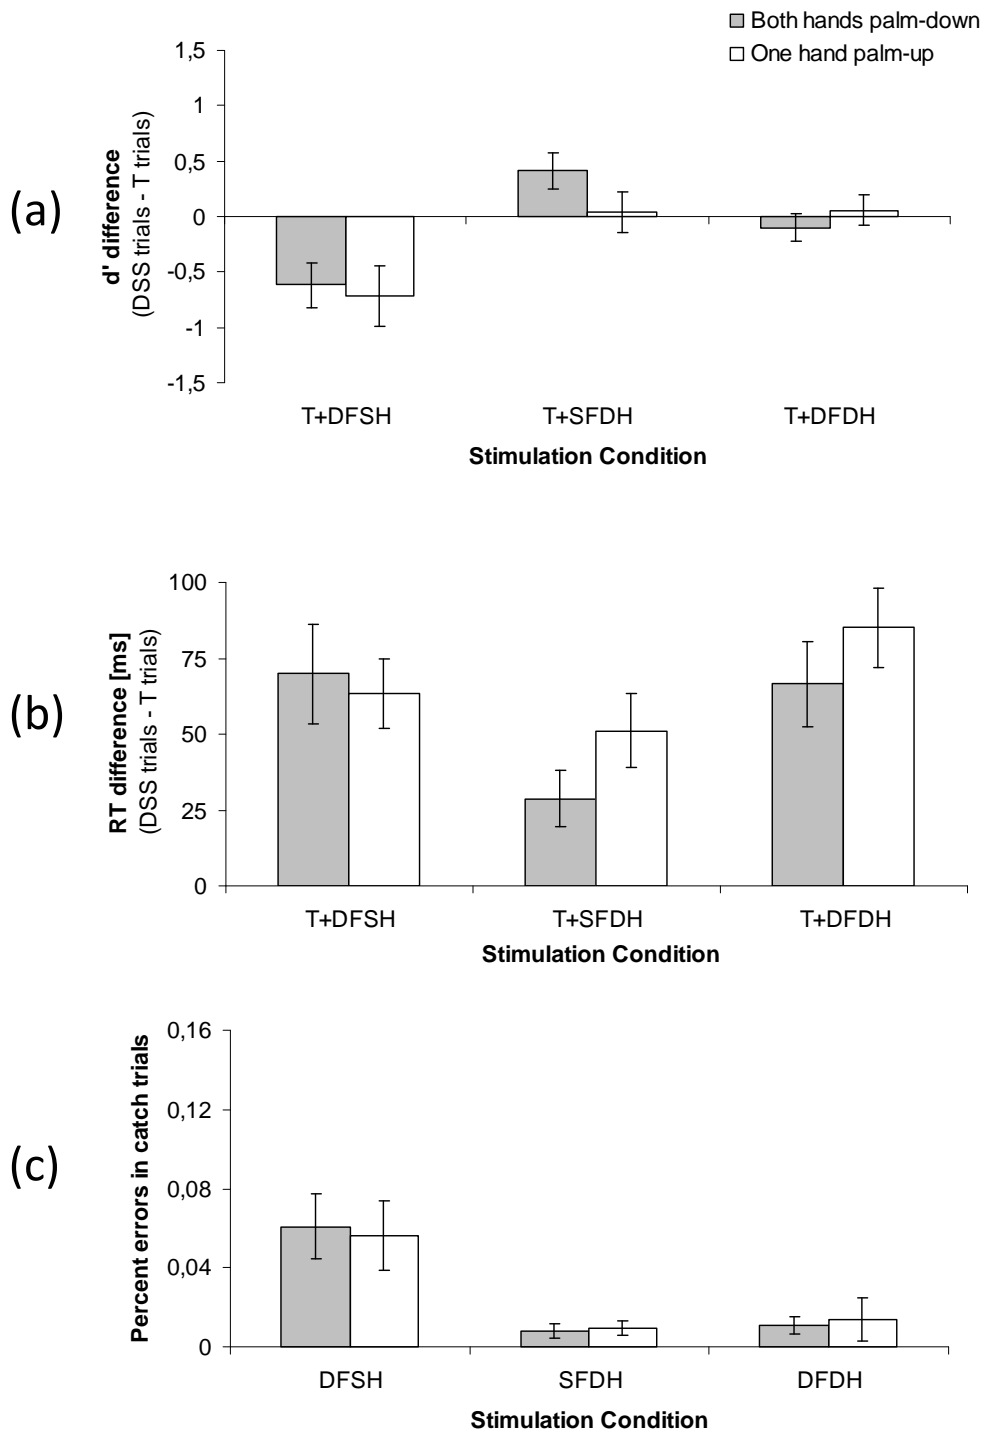 Both hands palm-down
One hand palm-up
(a)
d' difference
(DSS trials - T trials)
1,5
1
0,5
0
-0,5
-1
-1,5
T+DFSH T+SFDH T+DFDH
Stimulation Condition
(b)
RT difference [ms]
(DSS trials - T trials)
100
75
50
25
0
T+DFSH T+SFDH T+DFDH
Stimulation Condition
(c)
Percent errors in catch trials
0,16
0,12
0,08
0,04
0
DFSH SFDH DFDH
Stimulation Condition